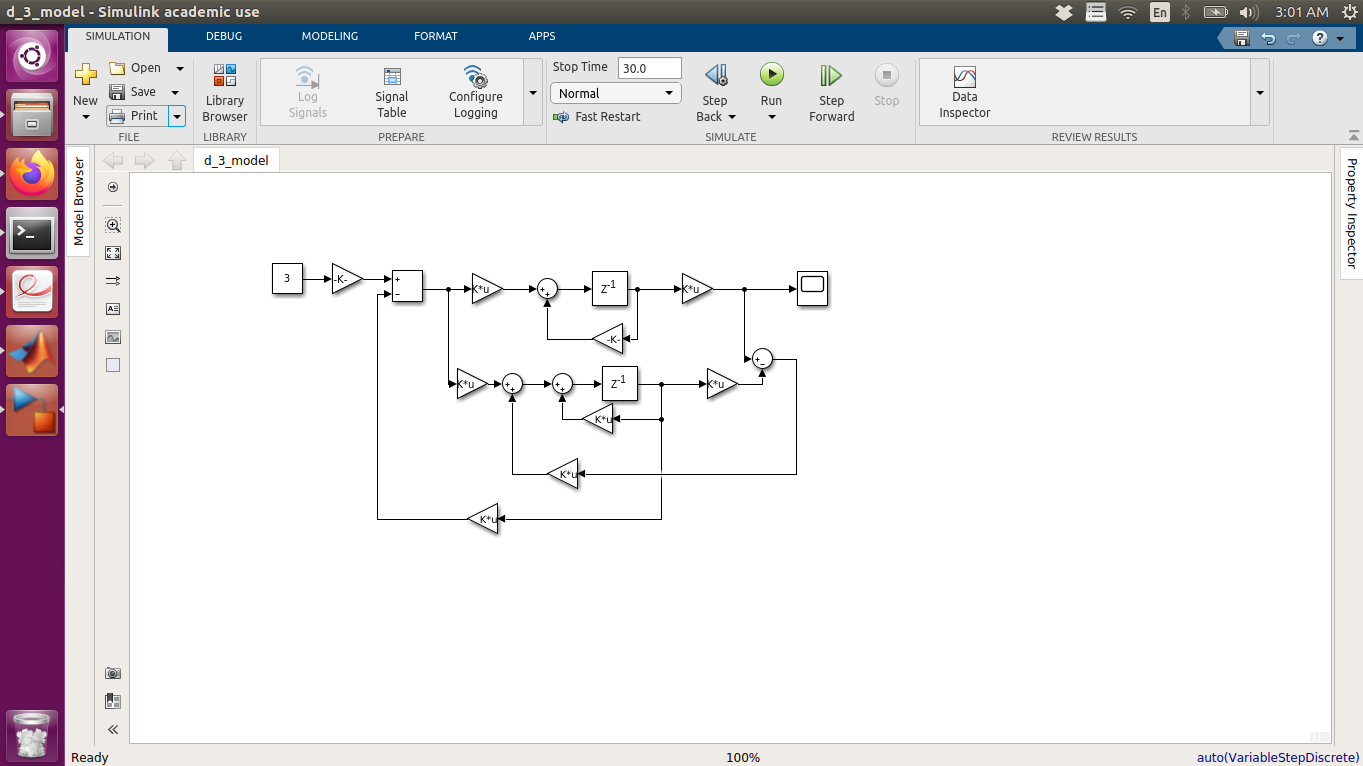 d_3_model - Simulink academic use
En
3:01 AM
SIMULATION DEBUG MODELING FORMAT APPS
New
Open
Save
Print
FILE
Library Browser
LIBRARY
Log Signals
Signal Table
Configure Logging
PREPARE
Stop Time 30.0
Normal
Fast Restart
Step Back
Run
Step Forward
Stop
SIMULATE
Data Inspector
REVIEW RESULTS
Model Browser
d_3_model
Property Inspector
3
-K-
+
-
K*u
+
+
Z-1
K*u
-K-
K*u
+
+
+
+
Z-1
K*u
+
-
K*u
K*u
K*u
Ready
100%
auto(VariableStepDiscrete)